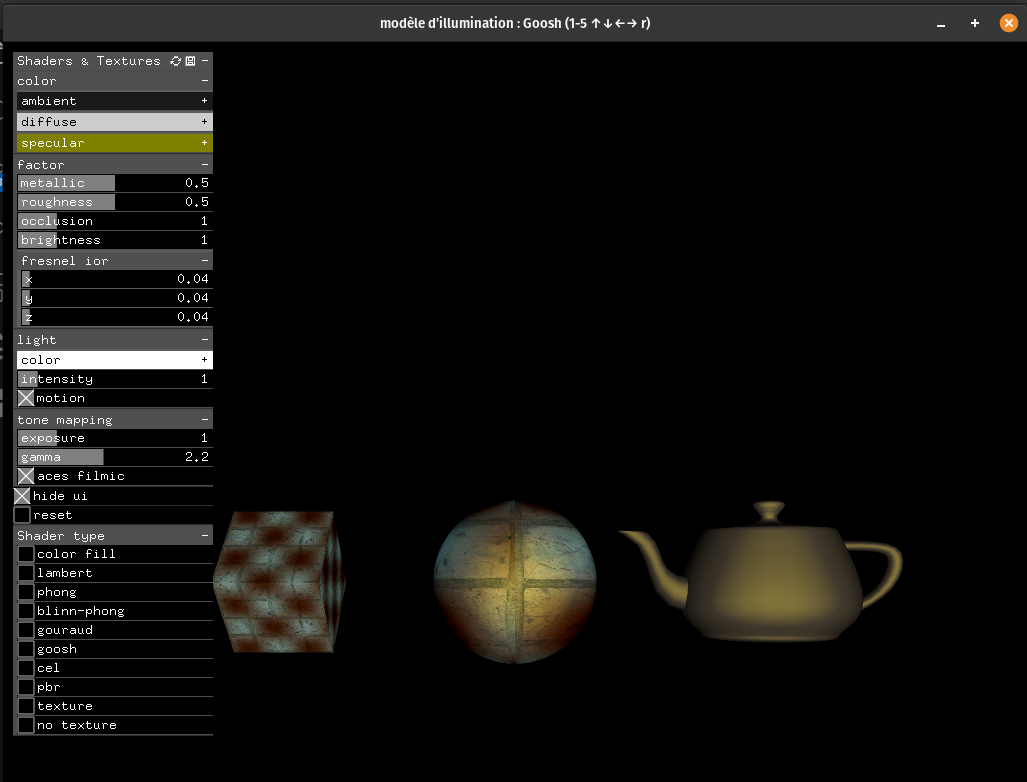 modèle d'illumination : Goosh (1-5 ↑↓←→ r)
Shaders & Textures
color
ambient
diffuse
specular
factor
metallic 0.5
roughness 0.5
occlusion 1
brightness 1
fresnel ior
x 0.04
y 0.04
z 0.04
light
color
intensity 1
motion
tone mapping
exposure 1
gamma 2.2
aces filmic
hide ui
reset
Shader type
color fill
lambert
phong
blinn-phong
gouraud
goosh
cel
pbr
texture
no texture